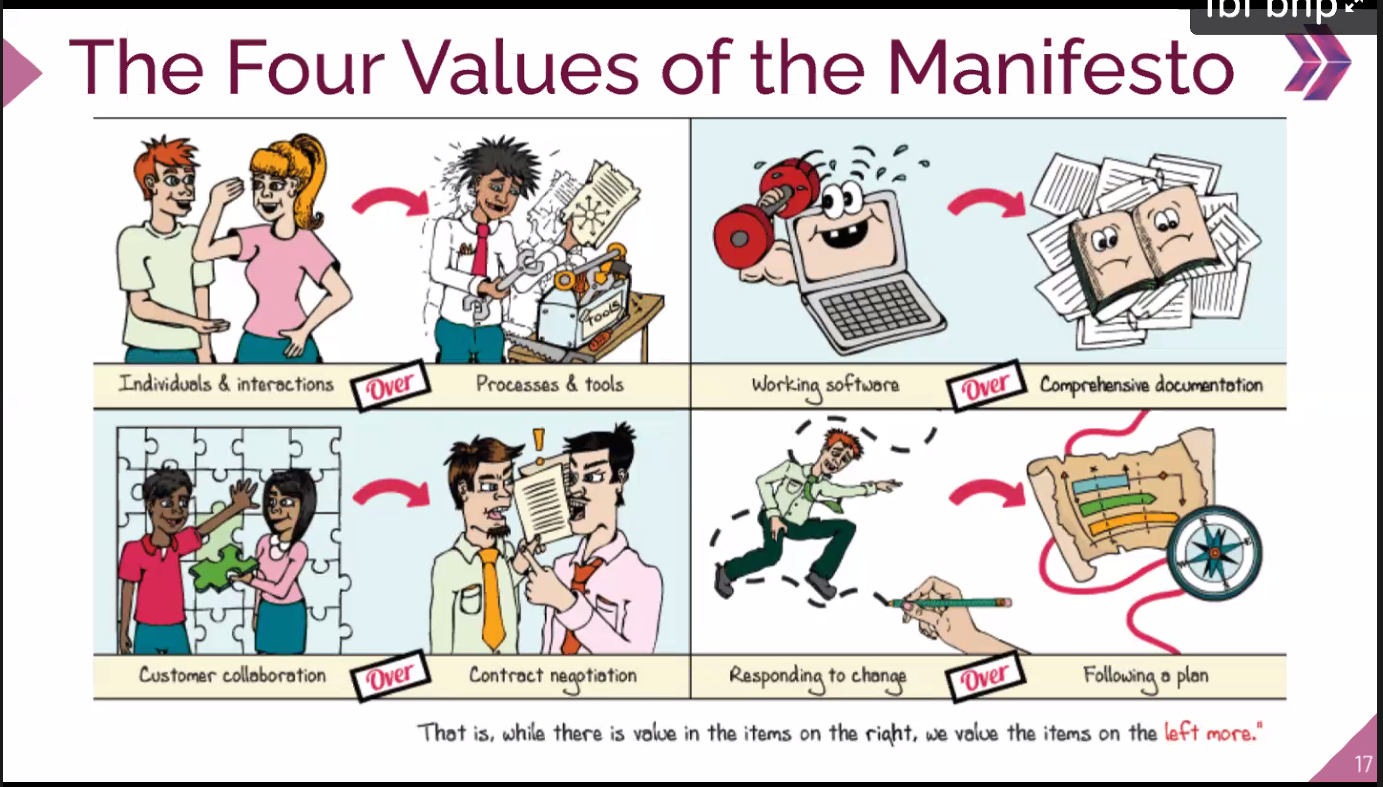 The Four Values of the Manifesto
TOOLS
Individuals & interactions Over Processes & tools
Working software Over Comprehensive documentation
!
Customer collaboration Over Contract negotiation
Responding to change Over Following a plan
That is, while there is value in the items on the right, we value the items on the left more."
17